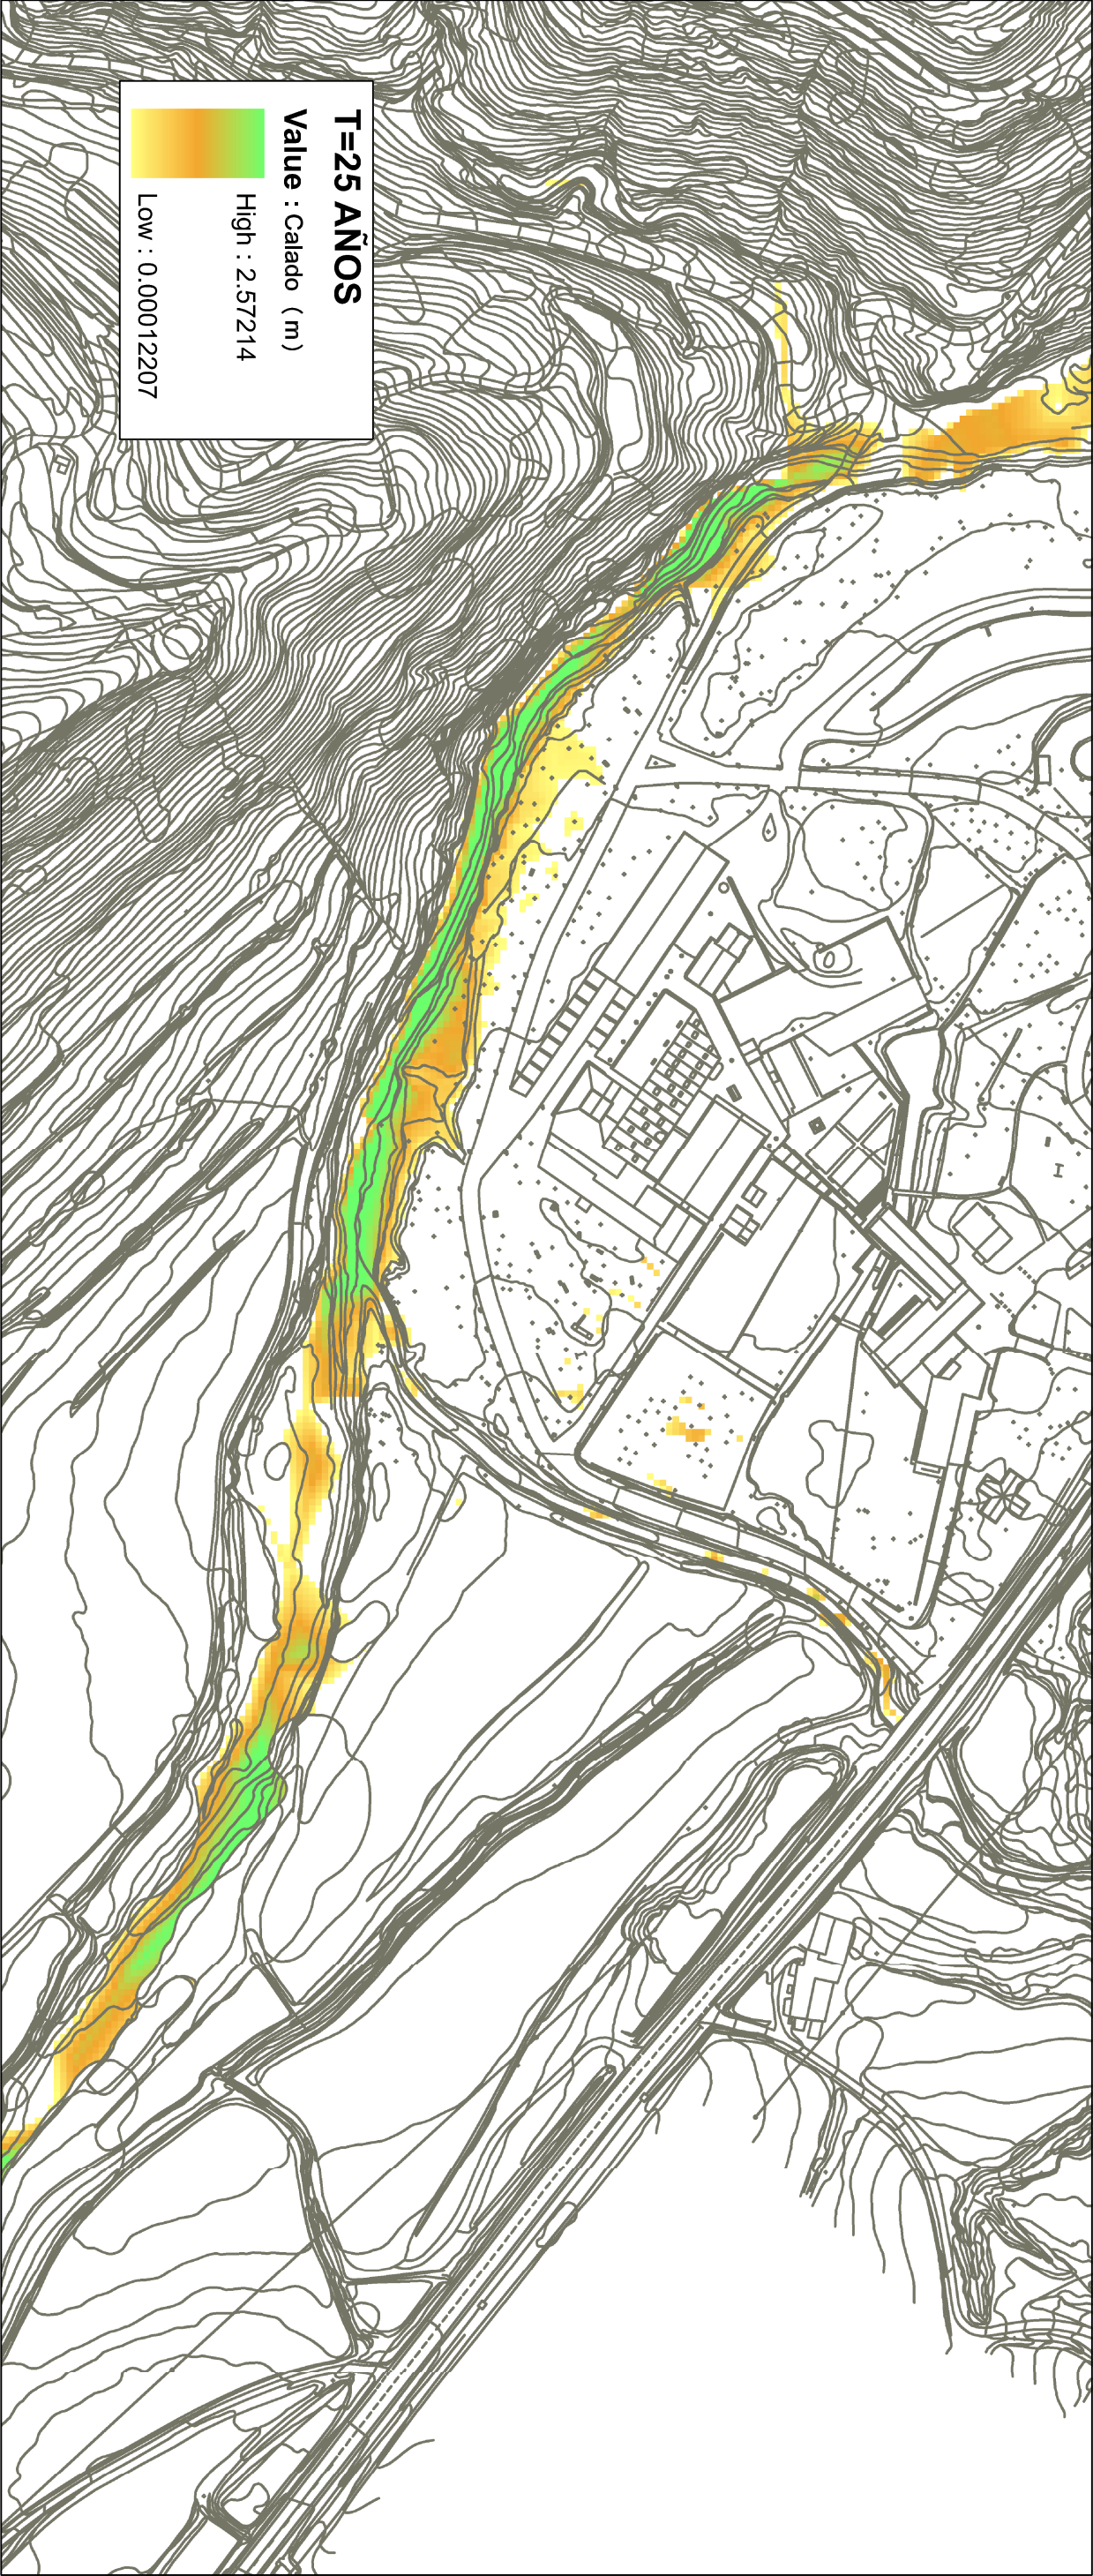 T=25 AÑOS
Value : Calado ( m )
High : 2.57214
Low : 0.00012207